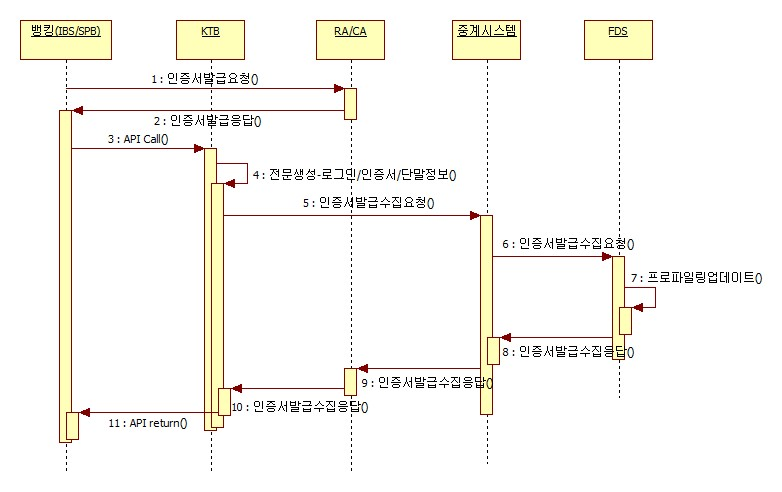 뱅킹(IBS/SPB)
KTB
RA/CA
중계시스템
FDS
1 : 인증서발급요청()
2 : 인증서발급응답()
3 : API Call()
4 : 전문생성-로그인/인증서/단말정보()
5 : 인증서발급수집요청()
6 : 인증서발급수집요청()
7 : 프로파일링업데이트()
8 : 인증서발급수집응답()
9 : 인증서발급수집응답()
10 : 인증서발급수집응답()
11 : API return()